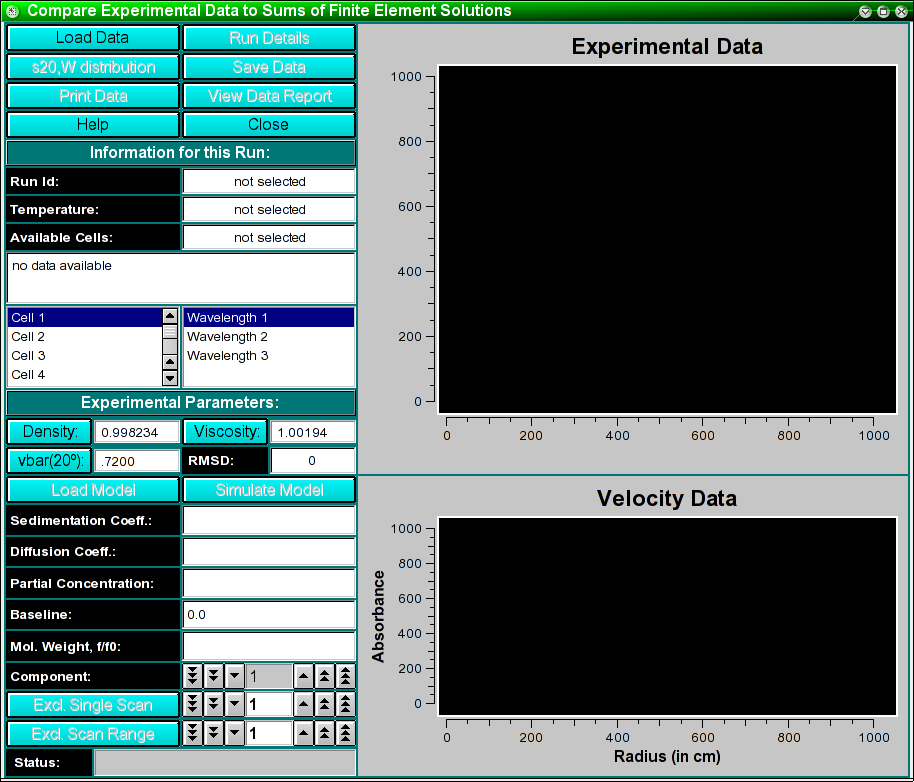 Compare Experimental Data to Sums of Finite Element Solutions
Load Data Run Details
s20,W distribution Save Data
Print Data View Data Report
Help Close
Information for this Run:
Run Id: not selected
Temperature: not selected
Available Cells: not selected
no data available
Cell 1 Wavelength 1
Cell 2 Wavelength 2
Cell 3 Wavelength 3
Cell 4
Experimental Parameters:
Density: 0.998234 Viscosity: 1.00194
vbar(20º): .7200 RMSD: 0
Load Model Simulate Model
Sedimentation Coeff.:
Diffusion Coeff.:
Partial Concentration:
Baseline: 0.0
Mol. Weight, f/f0:
Component: 1
Excl. Single Scan 1
Excl. Scan Range 1
Status:
Experimental Data
1000
800
600
400
200
0
0 200 400 600 800 1000
Velocity Data
Absorbance
1000
800
600
400
200
0
0 200 400 600 800 1000
Radius (in cm)